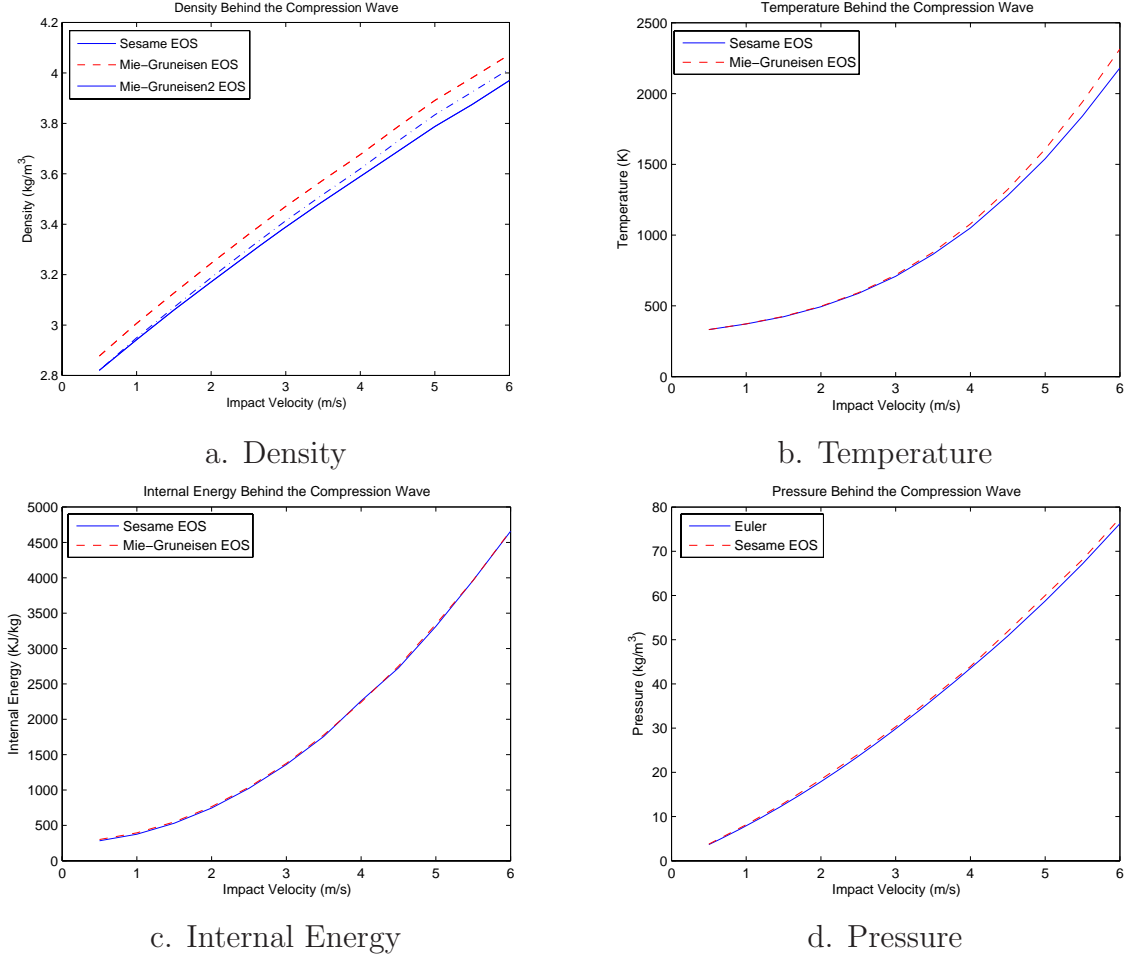 Density Behind the Compression Wave
4.2
4
3.8
3.6
3.4
3.2
3
2.8
0 1 2 3 4 5 6
Density (kg/m³)
Impact Velocity (m/s)
Sesame EOS
Mie−Gruneisen EOS
Mie−Gruneisen2 EOS
a. Density
Temperature Behind the Compression Wave
2500
2000
1500
1000
500
0
0 1 2 3 4 5 6
Temperature (K)
Impact Velocity (m/s)
Sesame EOS
Mie−Gruneisen EOS
b. Temperature
Internal Energy Behind the Compression Wave
5000
4500
4000
3500
3000
2500
2000
1500
1000
500
0
0 1 2 3 4 5 6
Internal Energy (KJ/kg)
Impact Velocity (m/s)
Sesame EOS
Mie−Gruneisen EOS
c. Internal Energy
Pressure Behind the Compression Wave
80
70
60
50
40
30
20
10
0
0 1 2 3 4 5 6
Pressure (kg/m³)
Impact Velocity (m/s)
Euler
Sesame EOS
d. Pressure